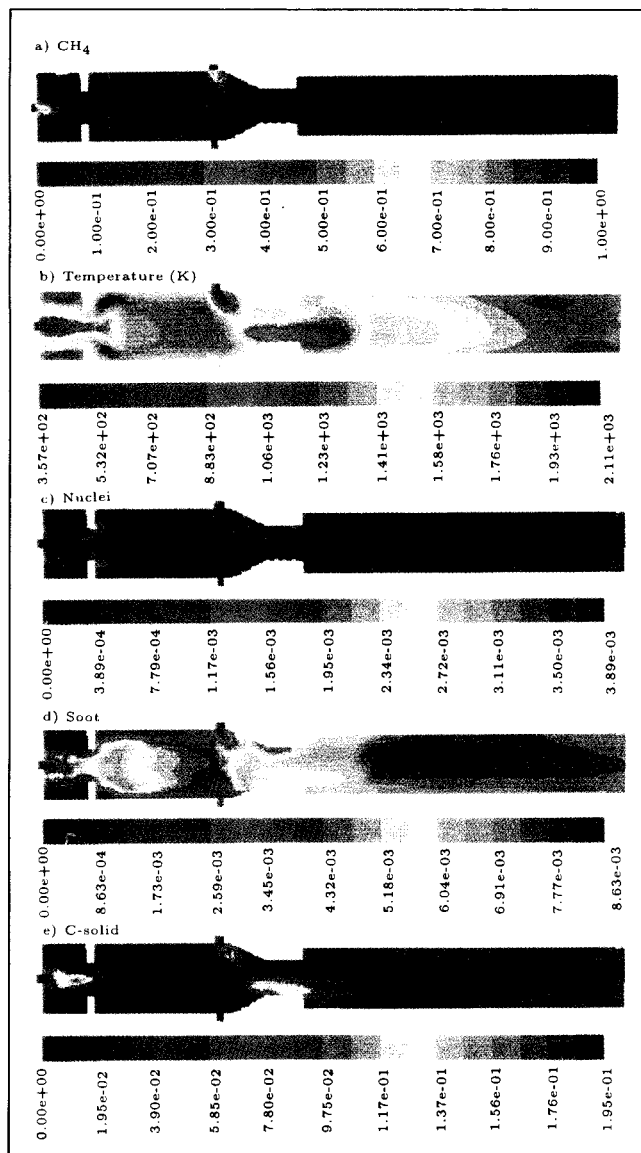 a) CH4
0.00e+00
1.00e-01
2.00e-01
3.00e-01
4.00e-01
5.00e-01
6.00e-01
7.00e-01
8.00e-01
9.00e-01
1.00e+00
b) Temperature (K)
3.57e+02
5.32e+02
7.07e+02
8.83e+02
1.06e+03
1.23e+03
1.41e+03
1.58e+03
1.76e+03
1.93e+03
2.11e+03
c) Nuclei
0.00e+00
3.89e-04
7.79e-04
1.17e-03
1.56e-03
1.95e-03
2.34e-03
2.72e-03
3.11e-03
3.50e-03
3.89e-03
d) Soot
0.00e+00
8.63e-04
1.73e-03
2.59e-03
3.45e-03
4.32e-03
5.18e-03
6.04e-03
6.91e-03
7.77e-03
8.63e-03
e) C-solid
0.00e+00
1.95e-02
3.90e-02
5.85e-02
7.80e-02
9.75e-02
1.17e-01
1.37e-01
1.56e-01
1.76e-01
1.95e-01